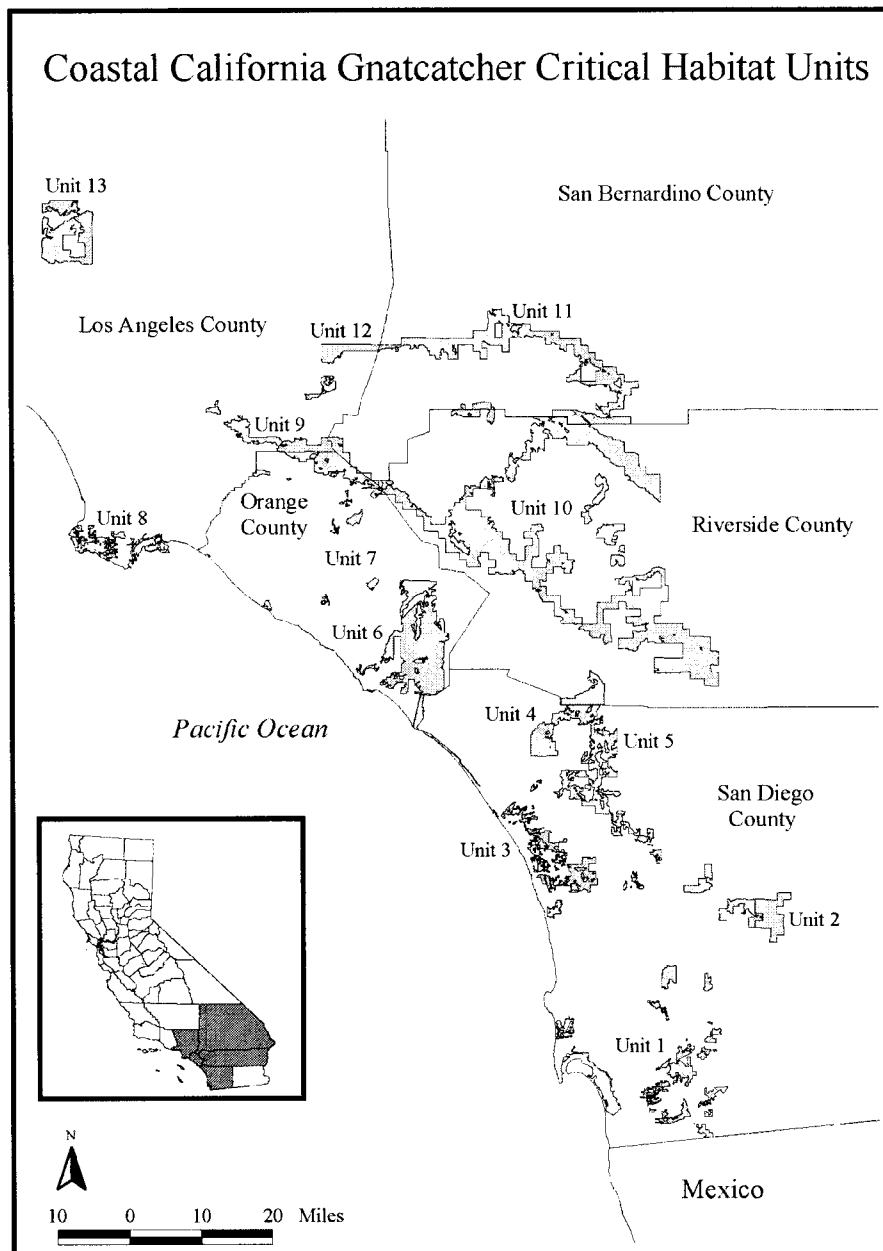 Coastal California Gnatcatcher Critical Habitat Units
Unit 13
San Bernardino County
Los Angeles County
Unit 12
Unit 11
Unit 9
Orange
County
Unit 10
Riverside County
Unit 8
Unit 7
Unit 6
Pacific Ocean
Unit 4
Unit 5
San Diego
County
Unit 3
Unit 2
Unit 1
Mexico
N
10 0 10 20 Miles